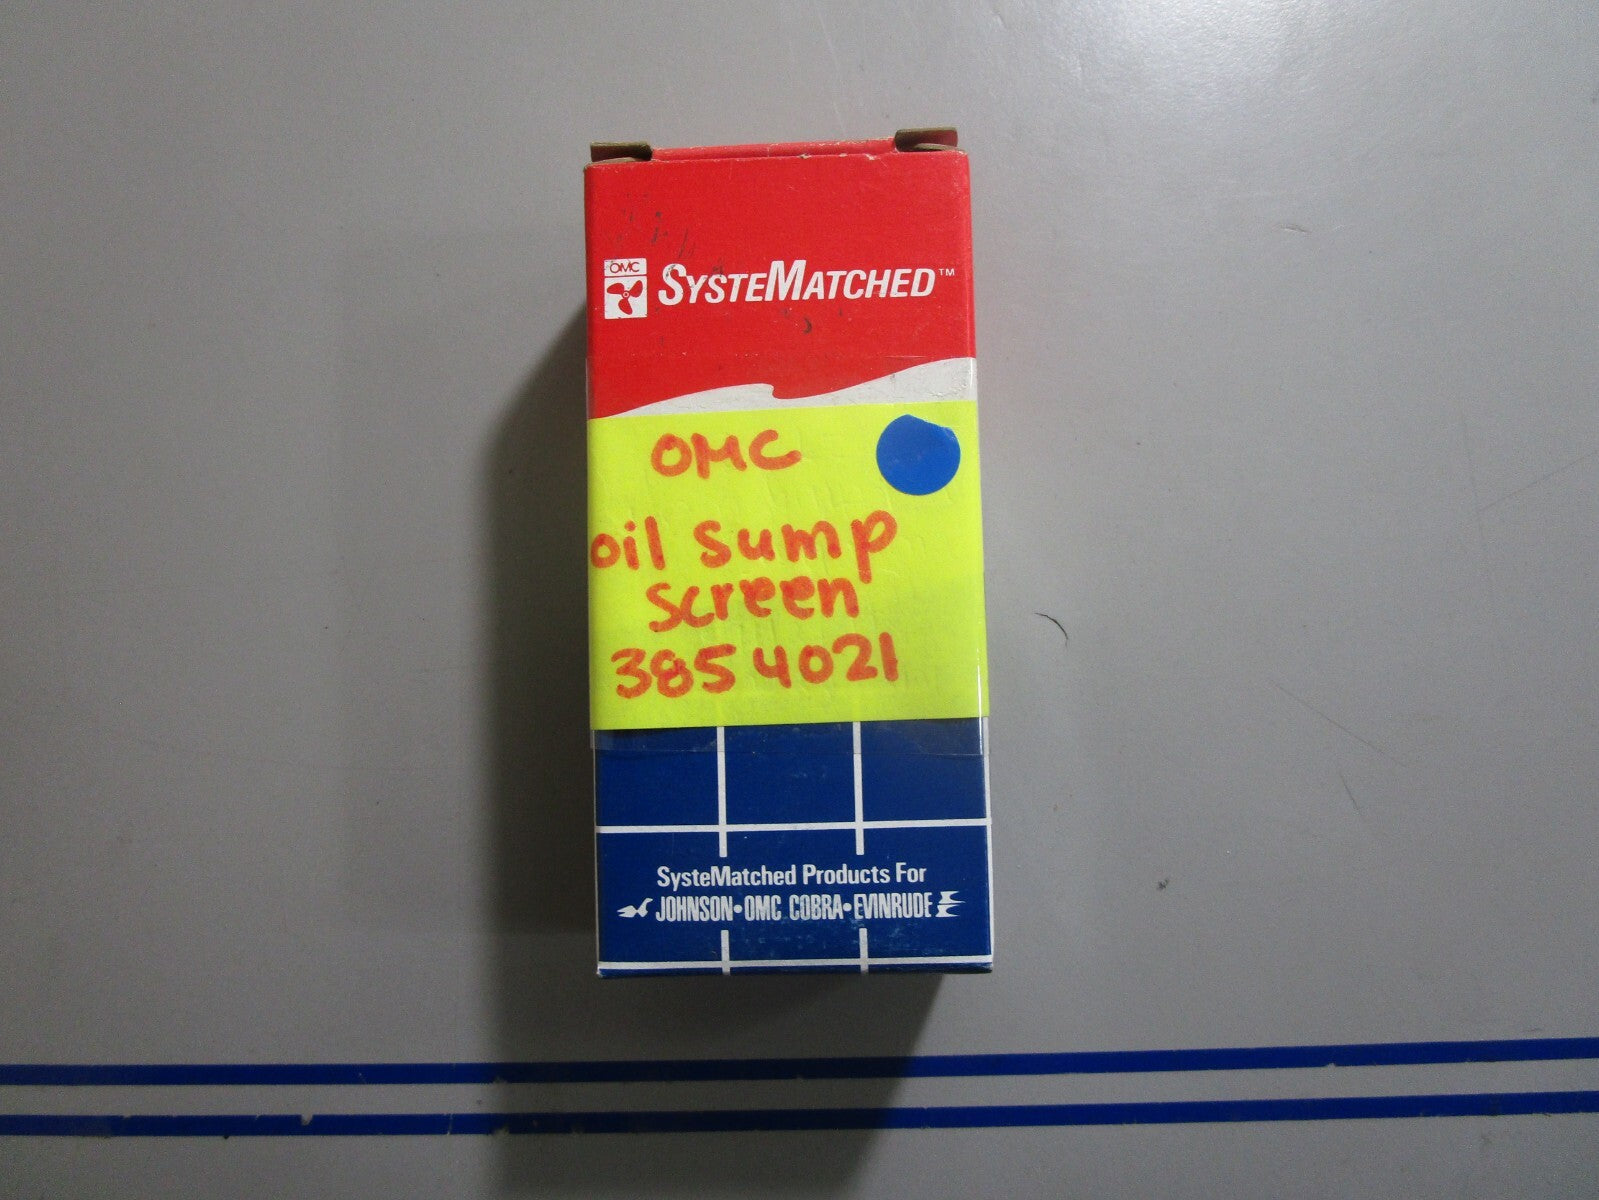 OMC
SYSTEMATCHED™
OMC
oil sump
screen
3854021
SysteMatched Products For
JOHNSON•OMC COBRA•EVINRUDE